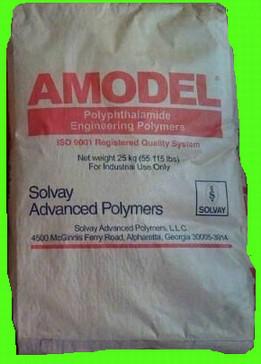 AMODEL®
Polyphthalamide
Engineering Polymers
ISO 9001 Registered Quality System
Net weight 25 kg (55.115 lbs)
For Industrial Use Only
Solvay
Advanced Polymers
SOLVAY
Solvay Advanced Polymers, L.L.C.
4500 McGinnis Ferry Road, Alpharetta, Georgia 30005-3914